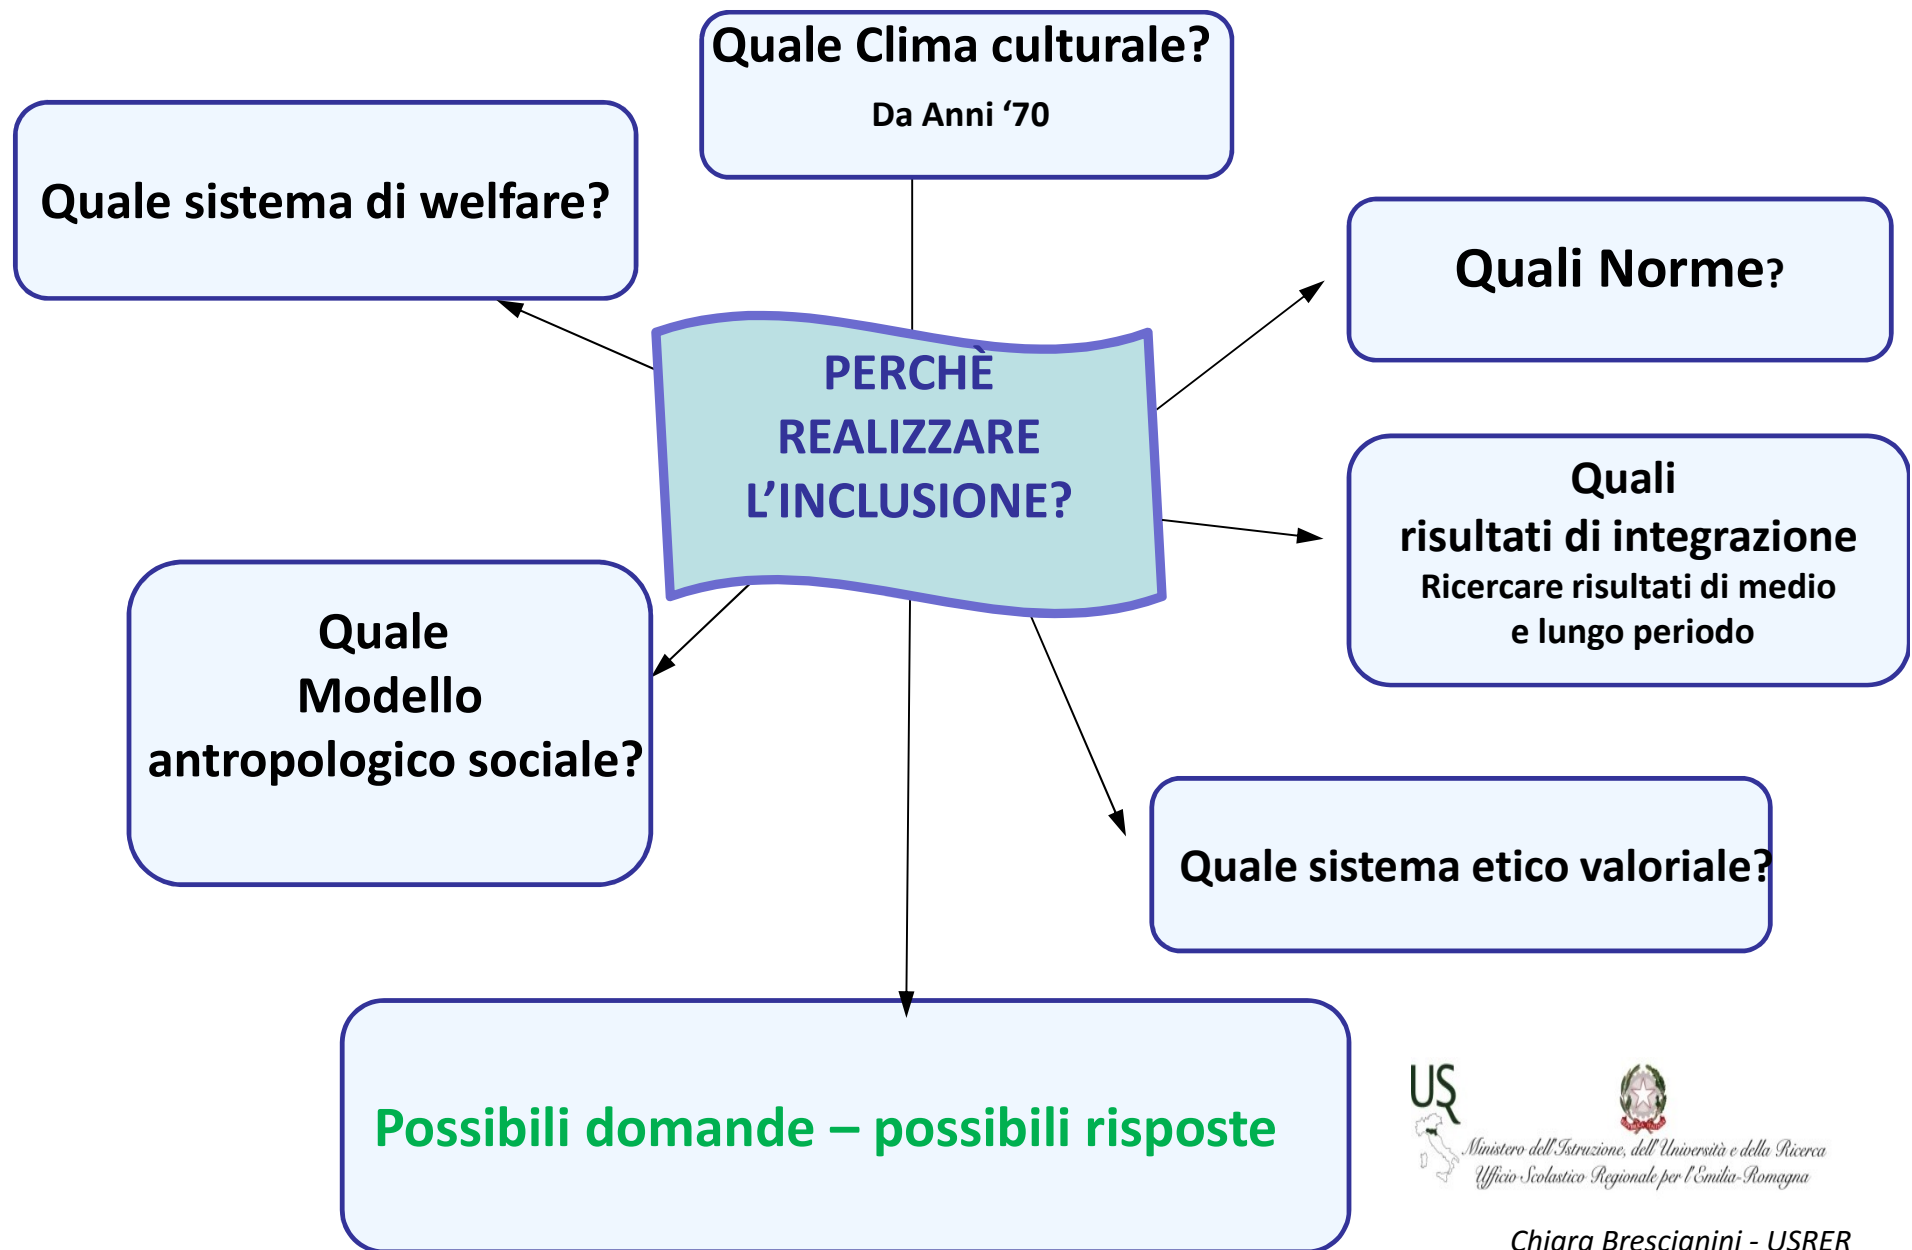 Quale Clima culturale?
Da Anni ‘70
Quale sistema di welfare?
Quali Norme?
PERCHÈ
REALIZZARE
L’INCLUSIONE?
Quali
risultati di integrazione
Ricercare risultati di medio
e lungo periodo
Quale
Modello
antropologico sociale?
Quale sistema etico valoriale?
Possibili domande – possibili risposte
US
Ministero dell'Istruzione, dell'Università e della Ricerca
Ufficio Scolastico Regionale per l'Emilia-Romagna
Chiara Brescianini - USRER